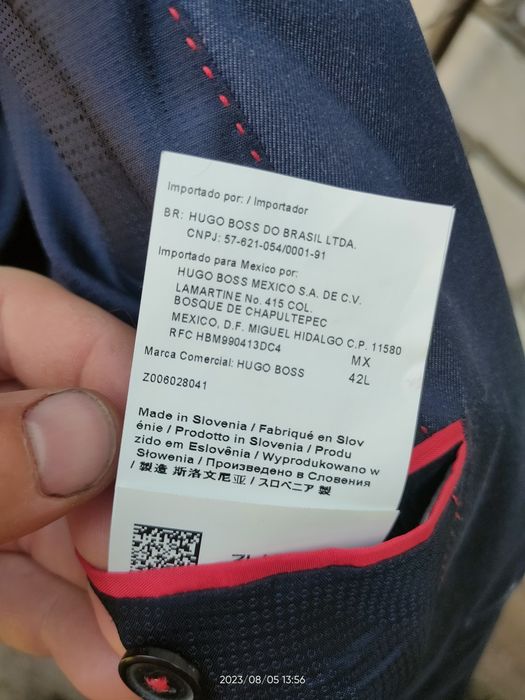 Importado por: / Importador
BR: HUGO BOSS DO BRASIL LTDA.
CNPJ: 57-621-054/0001-91
Importado para Mexico por:
HUGO BOSS MEXICO S.A. DE C.V.
LAMARTINE No. 415 COL.
BOSQUE DE CHAPULTEPEC
MEXICO, D.F. MIGUEL HIDALGO C.P. 11580
RFC HBM990413DC4 MX
Marca Comercial: HUGO BOSS 42L
Z006028041
Made in Slovenia / Fabriqué en Slov
énie / Prodotto in Slovenia / Produ
zido em Eslovênia / Wyprodukowano w
Słowenia / Произведено в Словения
/ 製造 斯洛文尼亚 / スロベニア 製
2023/08/05 13:56